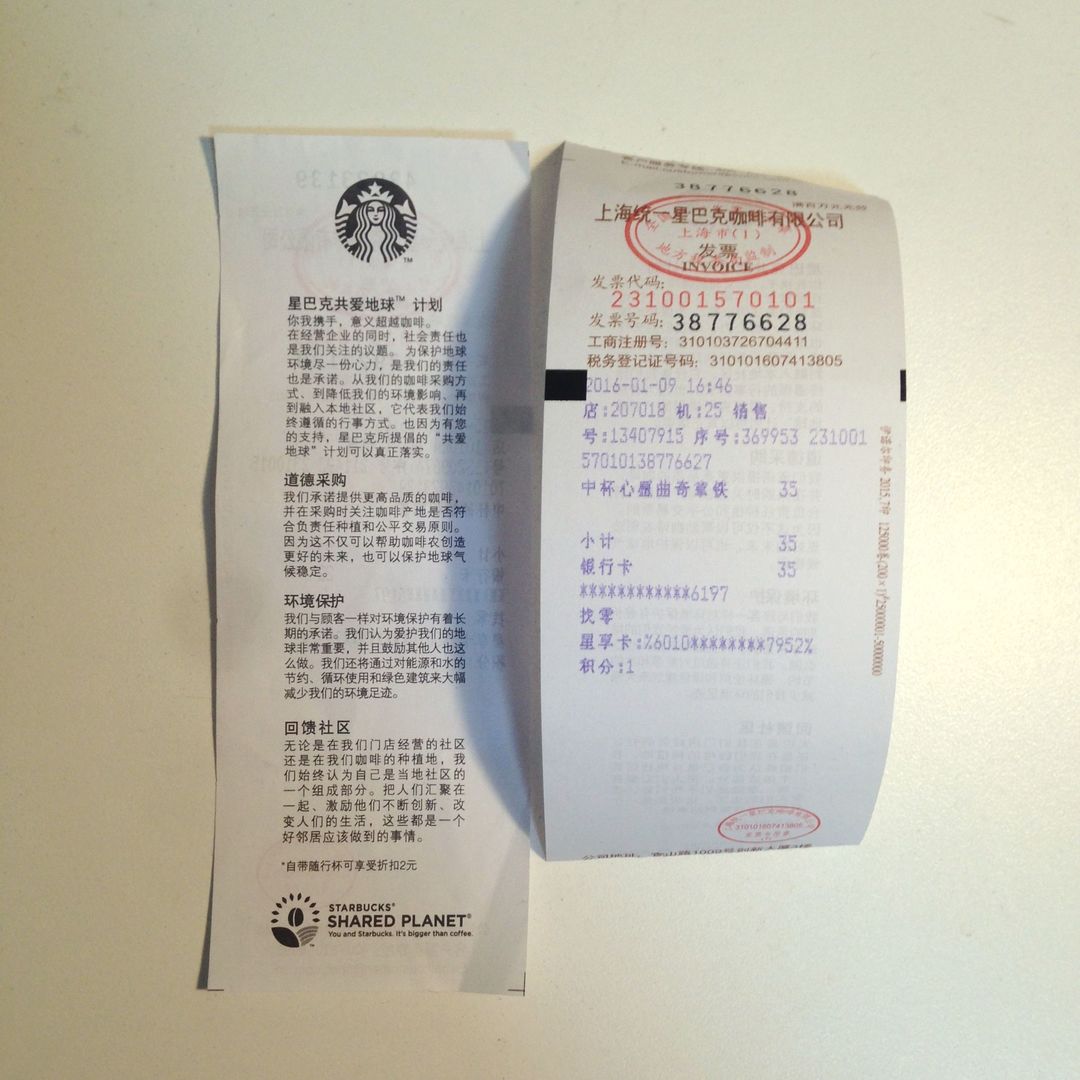 星巴克共爱地球™ 计划
你我携手，意义超越咖啡。
在经营企业的同时，社会责任也
是我们关注的议题。为保护地球
环境尽一份心力，是我们的责任
也是承诺。从我们的咖啡采购方
式、到降低我们的环境影响、再
到融入本地社区，它代表我们始
终遵循的行事方式。也因为有您
的支持，星巴克所提倡的“共爱
地球”计划可以真正落实。
道德采购
我们承诺提供更高品质的咖啡，
并在采购时关注咖啡产地是否符
合负责任种植和公平交易原则。
因为这不仅可以帮助咖啡农创造
更好的未来，也可以保护地球气
候稳定。
环境保护
我们与顾客一样对环境保护有着长
期的承诺。我们认为爱护我们的地
球非常重要，并且鼓励其他人也这
么做。我们还将通过对能源和水的
节约、循环使用和绿色建筑来大幅
减少我们的环境足迹。
回馈社区
无论是在我们门店经营的社区
还是在我们咖啡的种植地，我
们始终认为自己是当地社区的
一个组成部分。把人们汇聚在
一起、激励他们不断创新、改
变人们的生活，这些都是一个
好邻居应该做到的事情。
*自带随行杯可享受折扣2元
STARBUCKS®
SHARED PLANET®
You and Starbucks. It's bigger than coffee.
38776628
满百万元无效
上海统一星巴克咖啡有限公司
上海市(1)
发票
INVOICE
发票代码:
231001570101
发票号码: 38776628
工商注册号: 310103726704411
税务登记证号码: 310101607413805
2016-01-09 16:46
店:207018 机:25 销售
号:13407915 序号:369953 231001
57010138776627
中杯心愿曲奇拿铁 35
小计 35
银行卡 35
************6197
找零
星享卡:%6010********7952%
积分:1
310101607413805